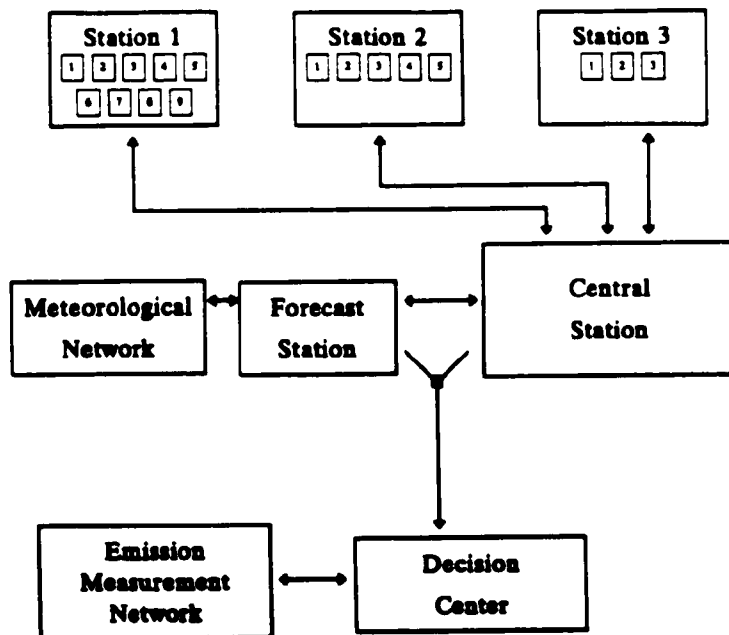 Station 1
1 2 3 4 5
6 7 8 9
Station 2
1 2 3 4 5
Station 3
1 2 3
Meteorological
Network
Forecast
Station
Central
Station
Emission
Measurement
Network
Decision
Center